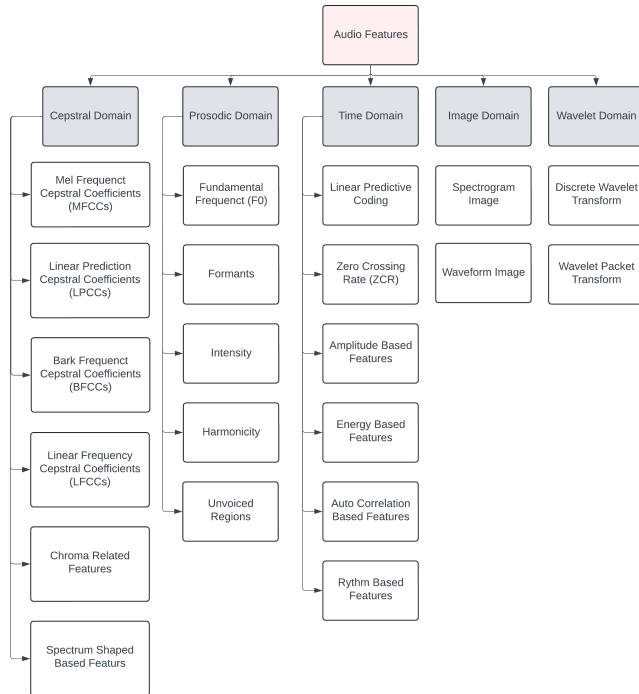 Audio Features
Cepstral Domain
Prosodic Domain
Time Domain
Image Domain
Wavelet Domain
Mel Frequenct
Cepstral Coefficients
(MFCCs)
Linear Prediction
Cepstral Coefficients
(LPCCs)
Bark Frequenct
Cepstral Coefficients
(BFCCs)
Linear Frequency
Cepstral Coefficients
(LFCCs)
Chroma Related
Features
Spectrum Shaped
Based Featurs
Fundamental
Frequenct (F0)
Formants
Intensity
Harmonicity
Unvoiced
Regions
Linear Predictive
Coding
Zero Crossing
Rate (ZCR)
Amplitude Based
Features
Energy Based
Features
Auto Correlation
Based Features
Rythm Based
Features
Spectrogram
Image
Waveform Image
Discrete Wavelet
Transform
Wavelet Packet
Transform